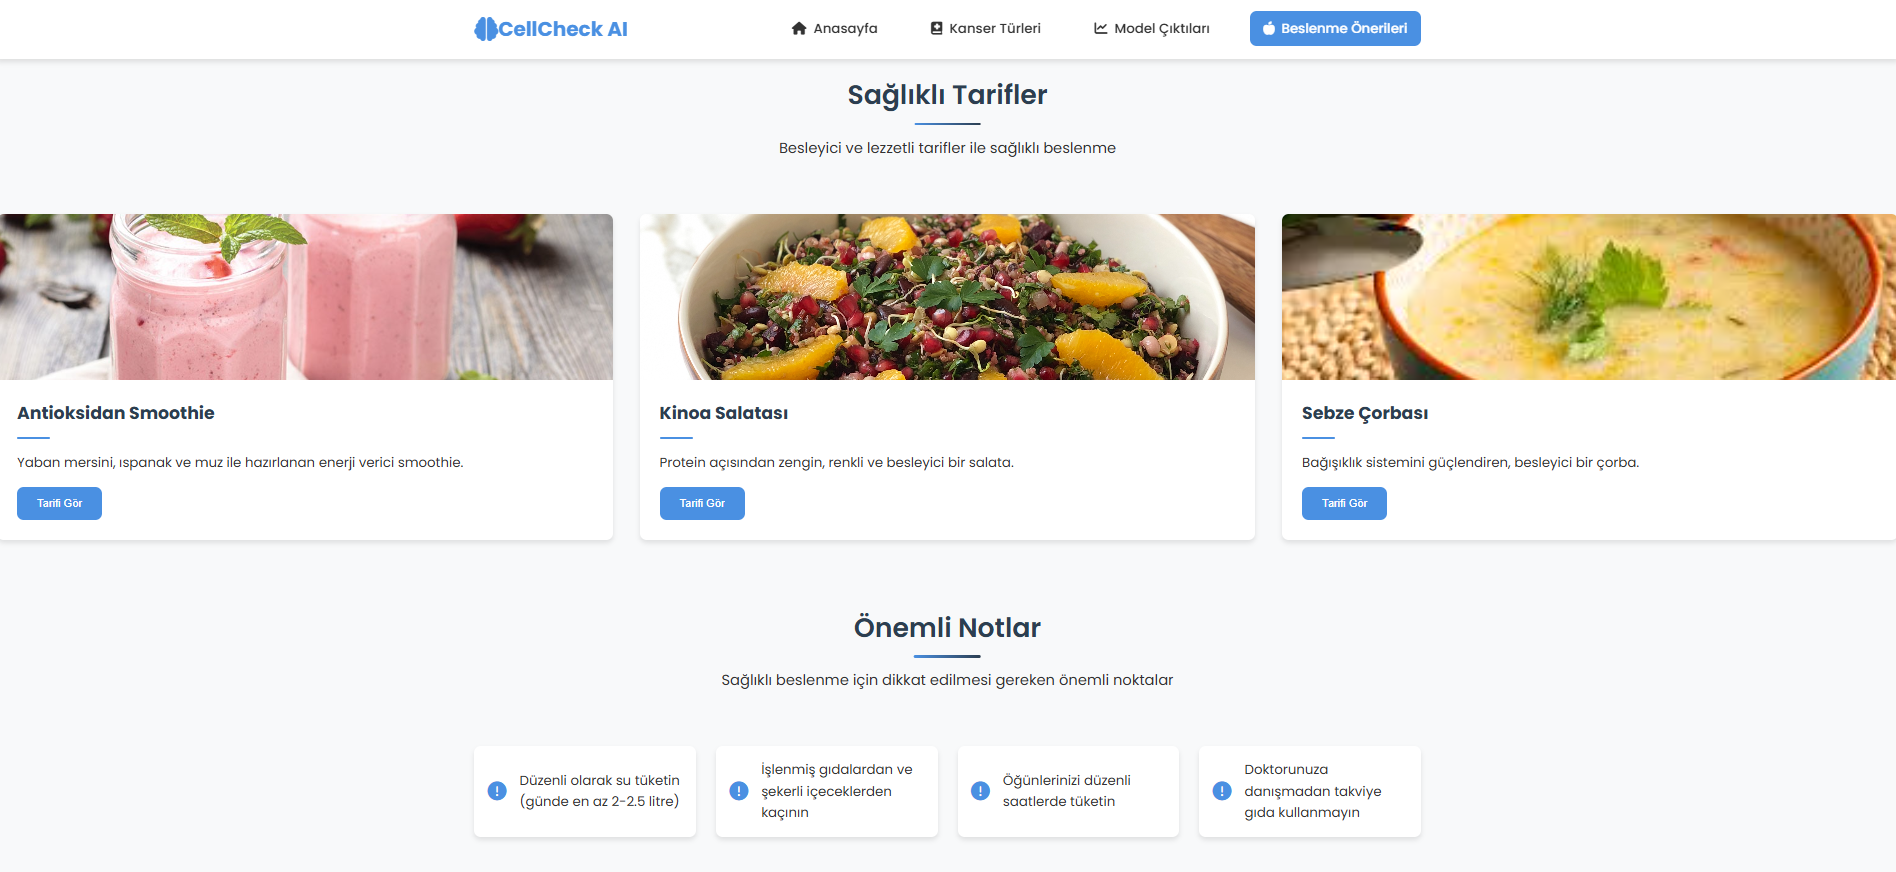 CellCheck AI
Anasayfa
Kanser Türleri
Model Çıktıları
Beslenme Önerileri
Sağlıklı Tarifler
Besleyici ve lezzetli tarifler ile sağlıklı beslenme
Antioksidan Smoothie
Yaban mersini, ıspanak ve muz ile hazırlanan enerji verici smoothie.
Tarifi Gör
Kinoa Salatası
Protein açısından zengin, renkli ve besleyici bir salata.
Tarifi Gör
Sebze Çorbası
Bağışıklık sistemini güçlendiren, besleyici bir çorba.
Tarifi Gör
Önemli Notlar
Sağlıklı beslenme için dikkat edilmesi gereken önemli noktalar
Düzenli olarak su tüketin
(günde en az 2-2.5 litre)
İşlenmiş gıdalardan ve
şekerli içeceklerden
kaçının
Öğünlerinizi düzenli
saatlerde tüketin
Doktorunuza
danışmadan takviye
gıda kullanmayın